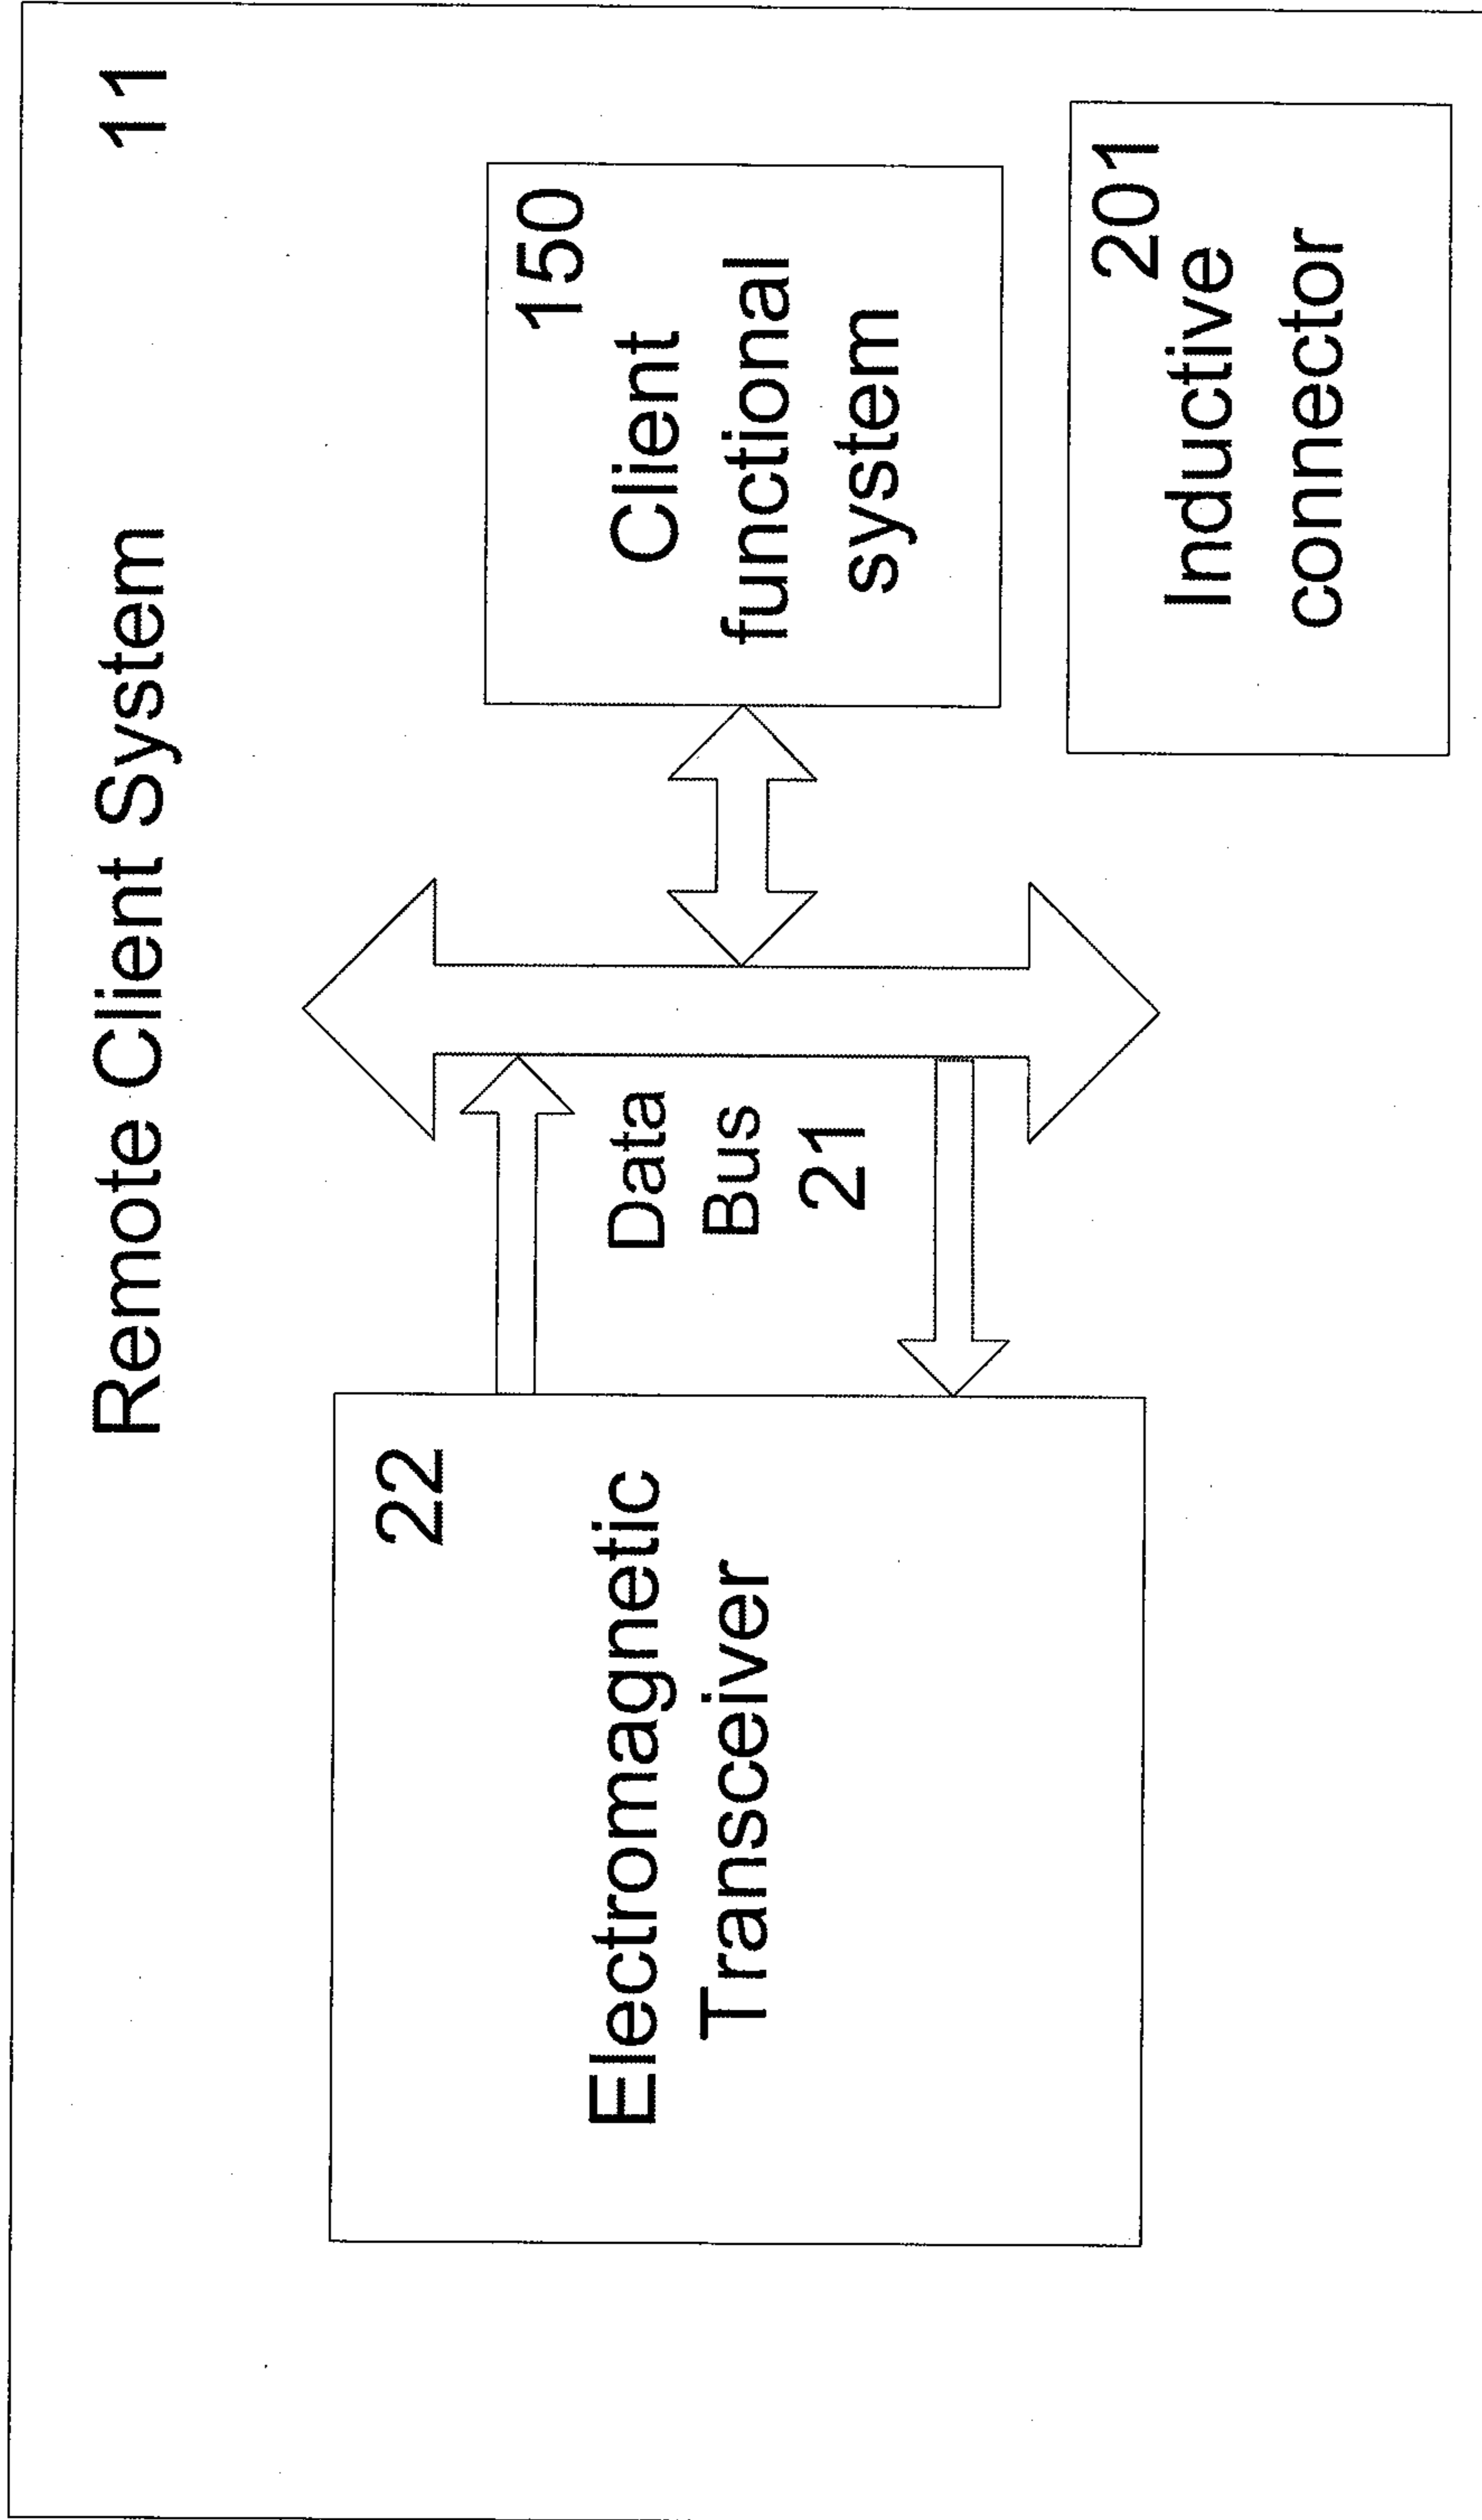 Remote Client System 11
22
Electromagnetic
Transceiver
Data
Bus
21
150
Client
functional
system
201
Inductive
connector